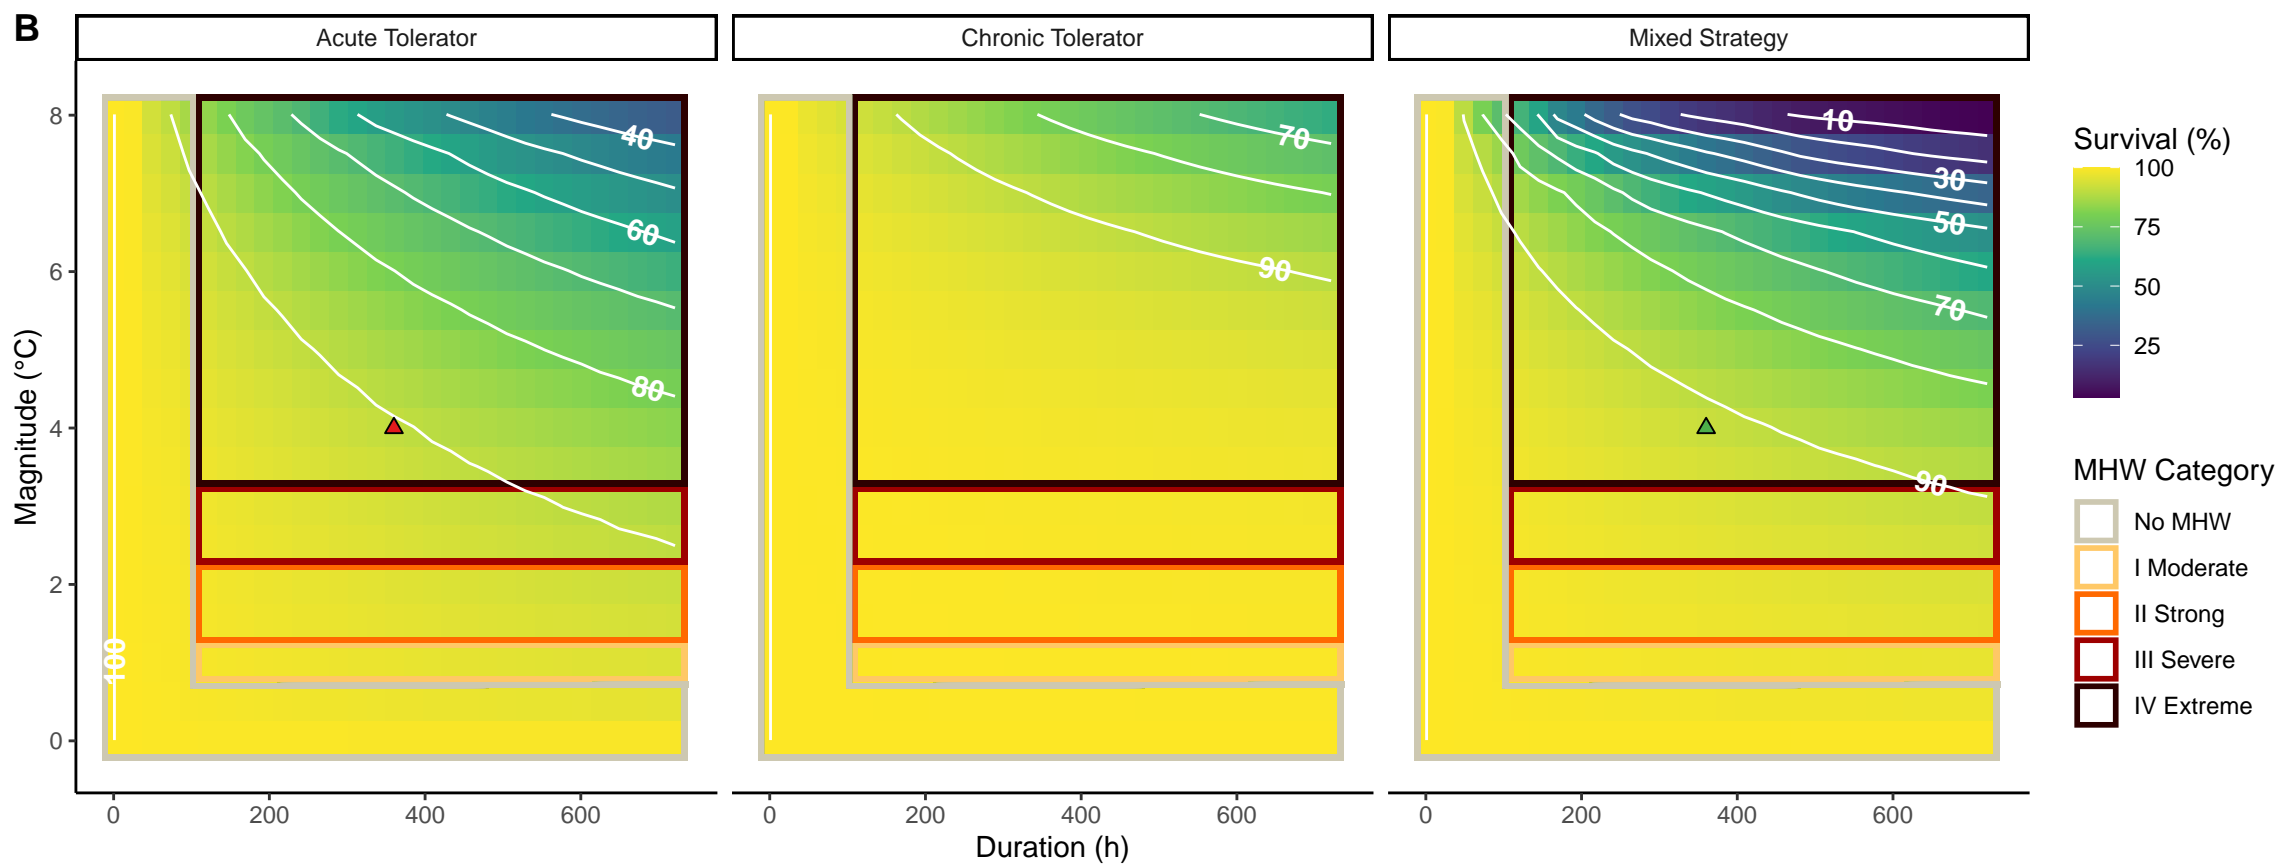 B
Acute Tolerator
Chronic Tolerator
Mixed Strategy
Magnitude (°C)
8
6
4
2
0
40
60
80
100
70
90
10
30
50
70
90
0 200 400 600
0 200 400 600
0 200 400 600
Duration (h)
Survival (%)
100
75
50
25
MHW Category
No MHW
I Moderate
II Strong
III Severe
IV Extreme